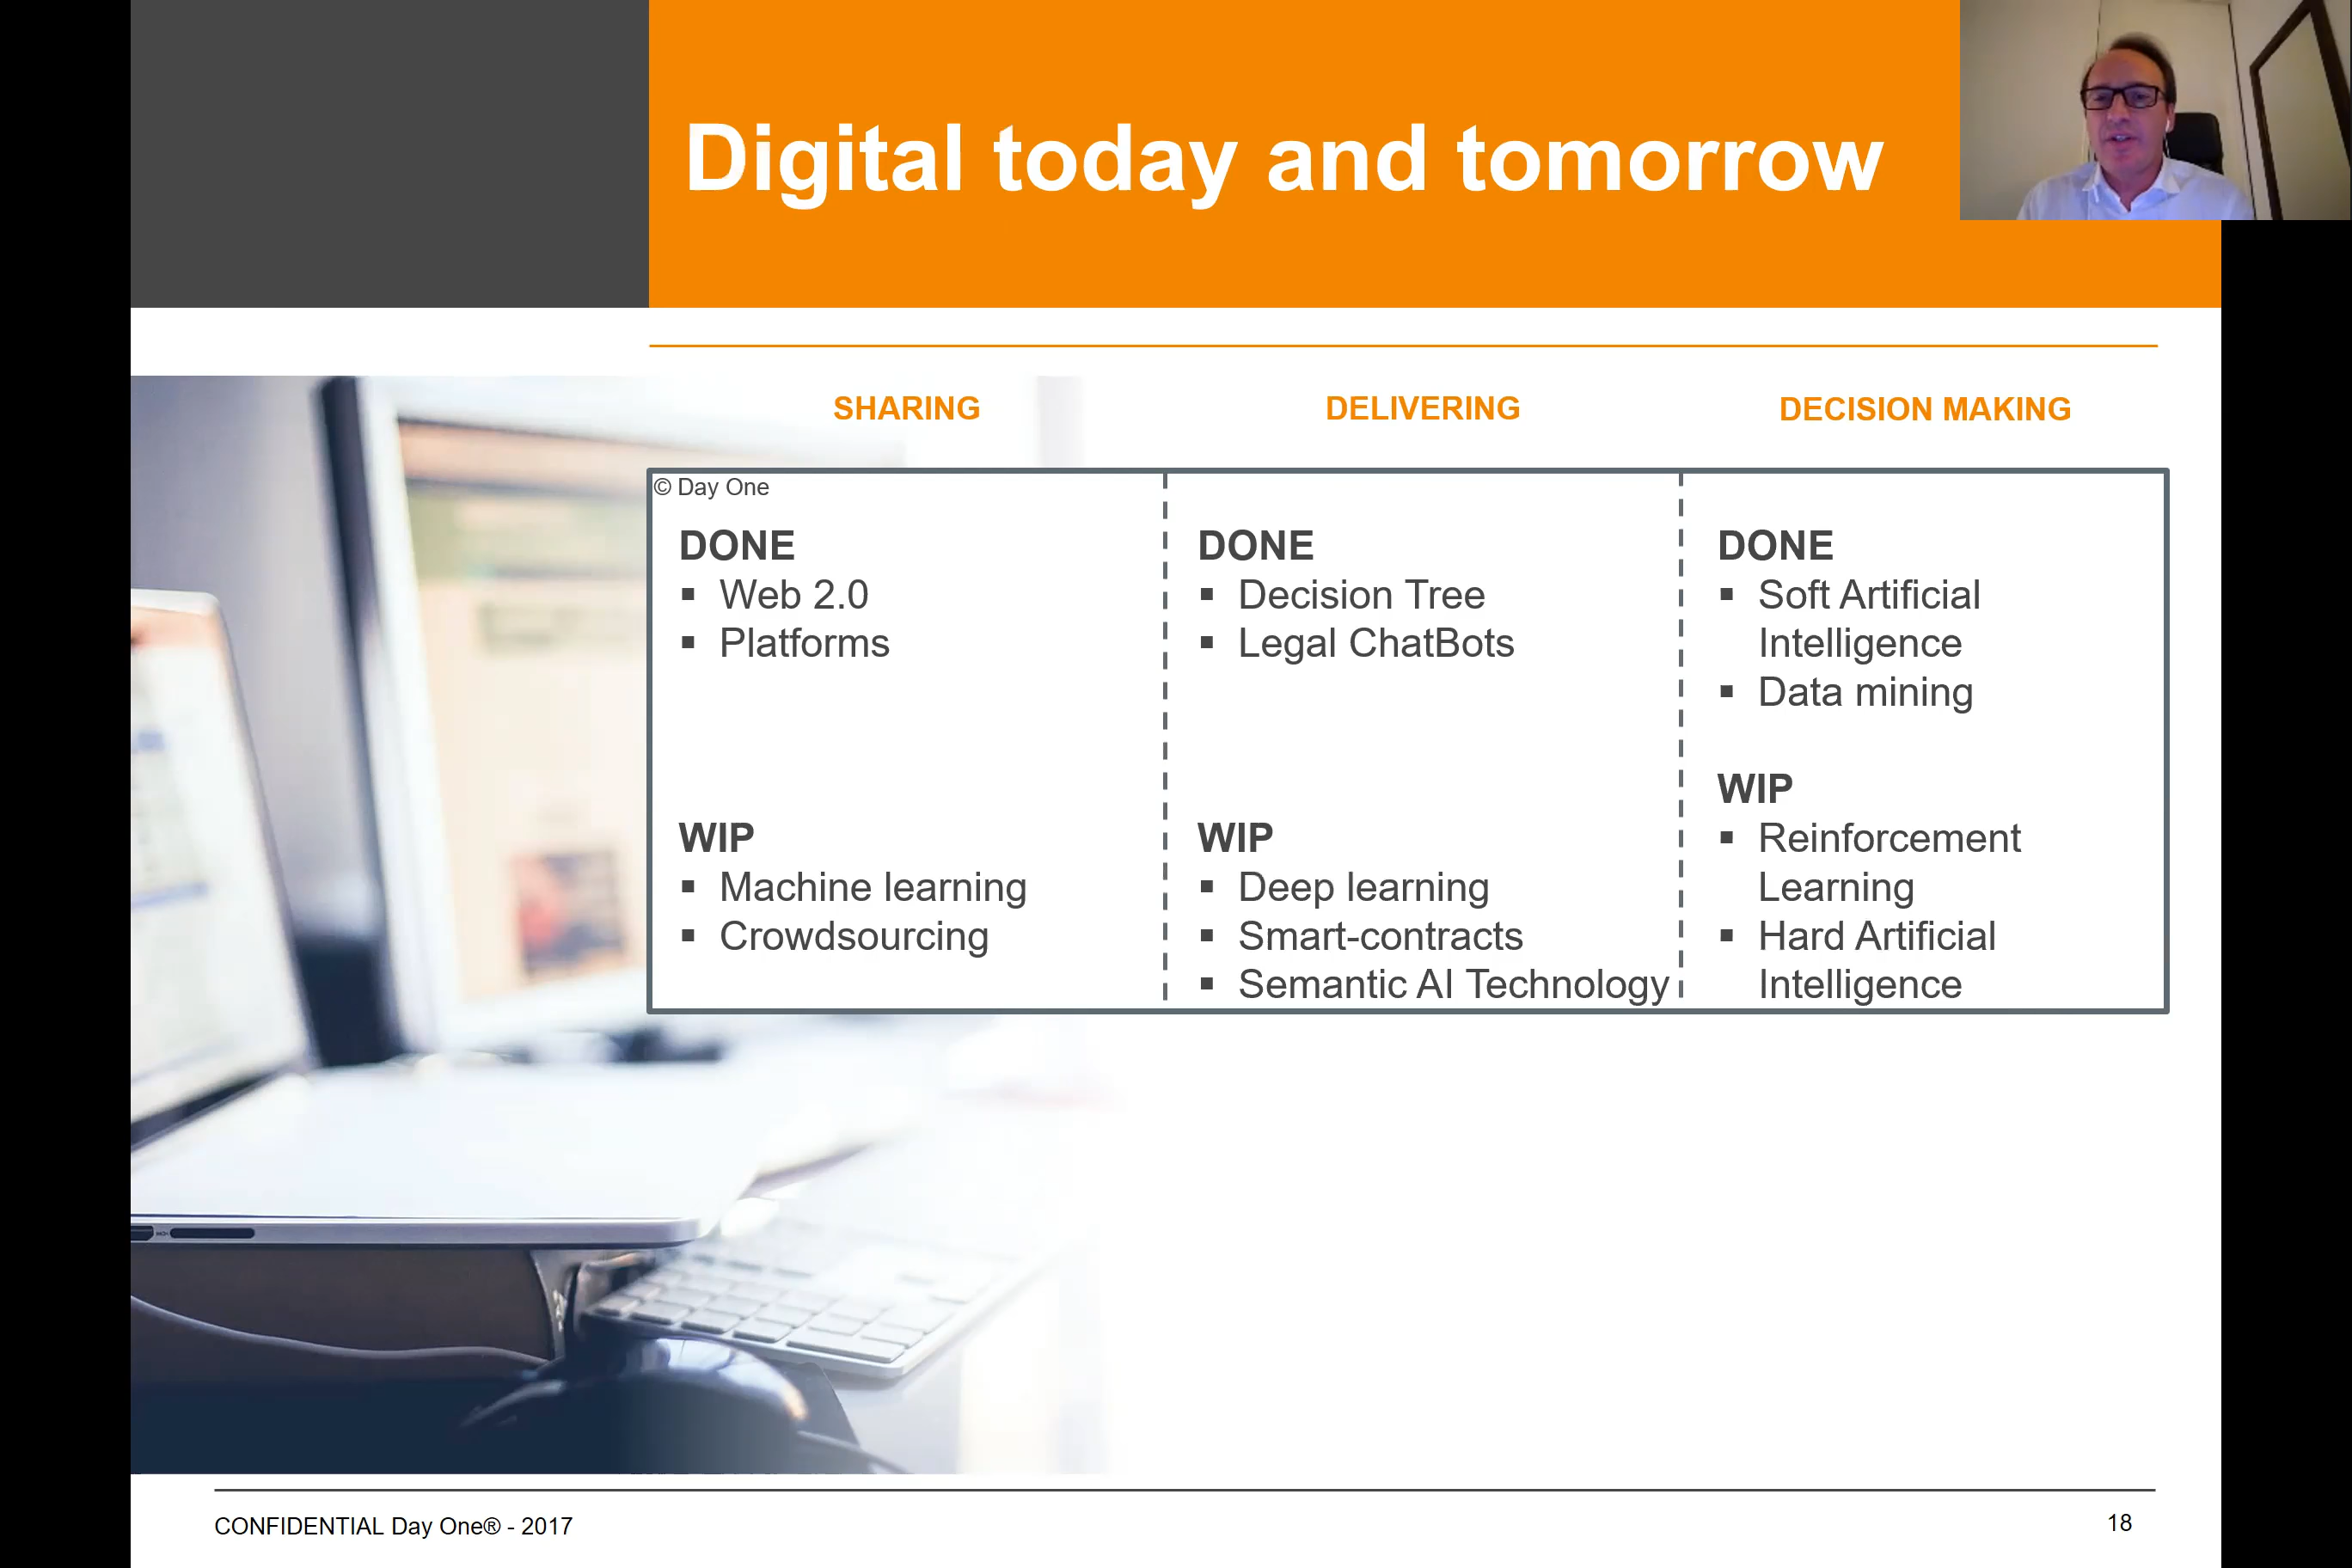 Digital today and tomorrow
SHARING
DELIVERING
DECISION MAKING
© Day One
DONE
▪ Web 2.0
▪ Platforms
WIP
▪ Machine learning
▪ Crowdsourcing
DONE
▪ Decision Tree
▪ Legal ChatBots
WIP
▪ Deep learning
▪ Smart-contracts
▪ Semantic AI Technology
DONE
▪ Soft Artificial
Intelligence
▪ Data mining
WIP
▪ Reinforcement
Learning
▪ Hard Artificial
Intelligence
CONFIDENTIAL Day One® - 2017
18